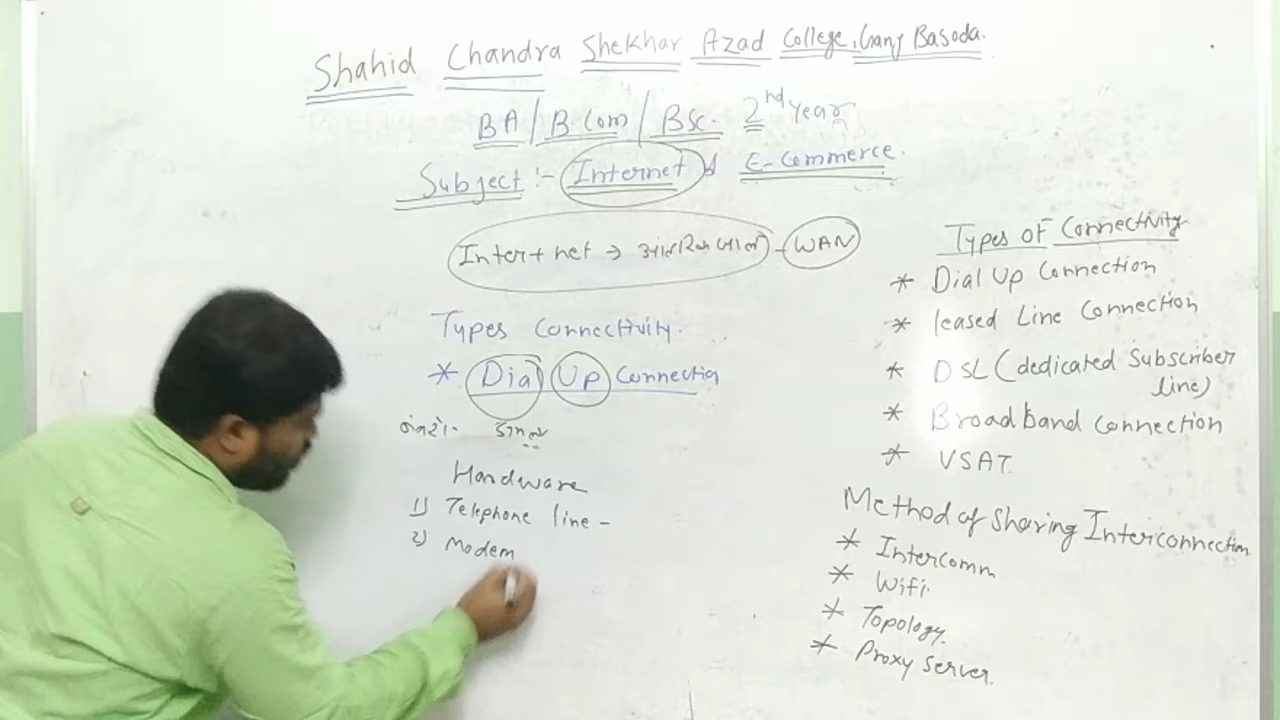 Shahid Chandra Shekhar Azad College, Ganj Basoda.
BA/B.Com/BSc. 2nd Year
Subject :- Internet & E-Commerce.
Inter + net → - WAN
Types Connectivity.
* Dial Up Connection
Hardware
1) Telephone line -
2) Modem
Types Of Connectivity
* Dial Up Connection
* leased Line Connection
* DSL (dedicated Subscriber
line)
* Broadband Connection
* VSAT.
Method of Sharing Interconnection
* Intercomm
* Wifi.
* Topology.
* Proxy Server.